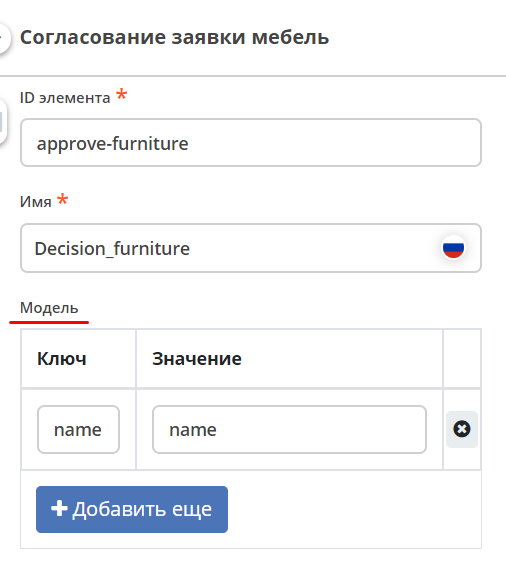 Согласование заявки мебель
ID элемента *
approve-furniture
Имя *
Decision_furniture
Модель
Ключ Значение
name name
Добавить еще